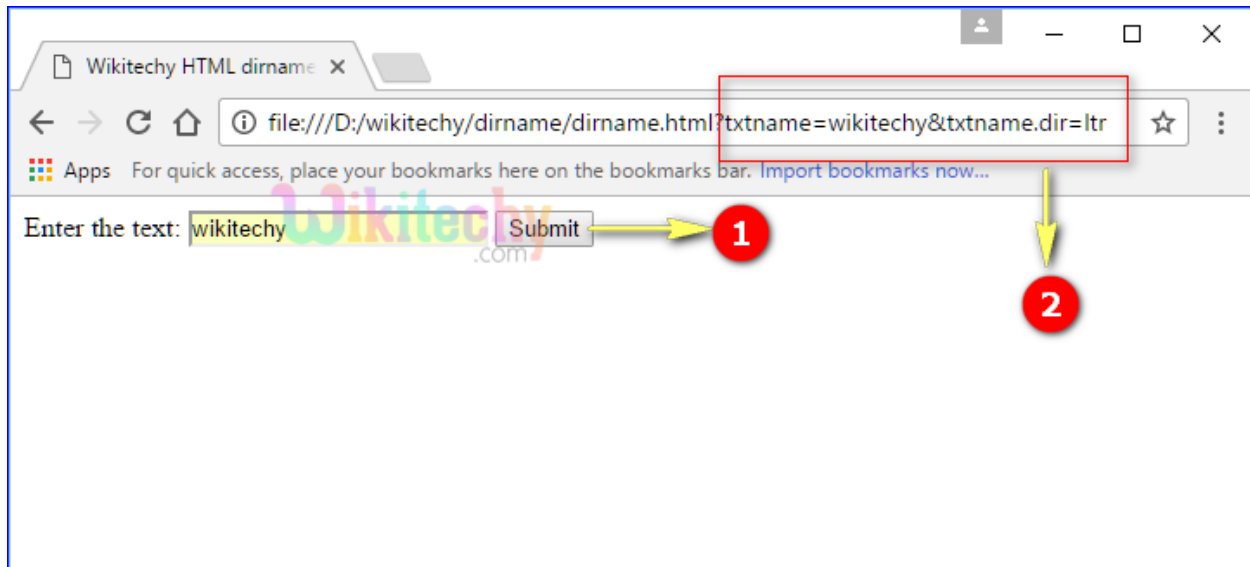 Wikitechy HTML dirname
file:///D:/wikitechy/dirname/dirname.html?txtname=wikitechy&txtname.dir=ltr
Apps For quick access, place your bookmarks here on the bookmarks bar. Import bookmarks now...
Wikitechy
.com
Enter the text: wikitechy Submit
1
2